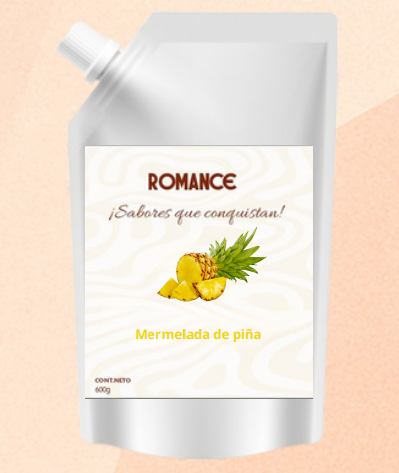 ROMANCE
¡Sabores que conquistan!
Mermelada de piña
CONT.NETO
600g